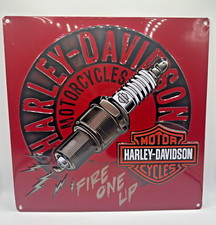 HARLEY-DAVIDSON
MOTORCYCLES
FIRE
ONE
UP
MOTOR
HARLEY-DAVIDSON
CYCLES